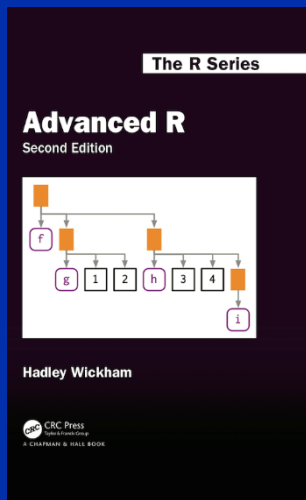 The R Series
Advanced R
Second Edition
f
g 1 2 h 3 4
i
Hadley Wickham
CRC CRC Press
Taylor & Francis Group
A CHAPMAN & HALL BOOK